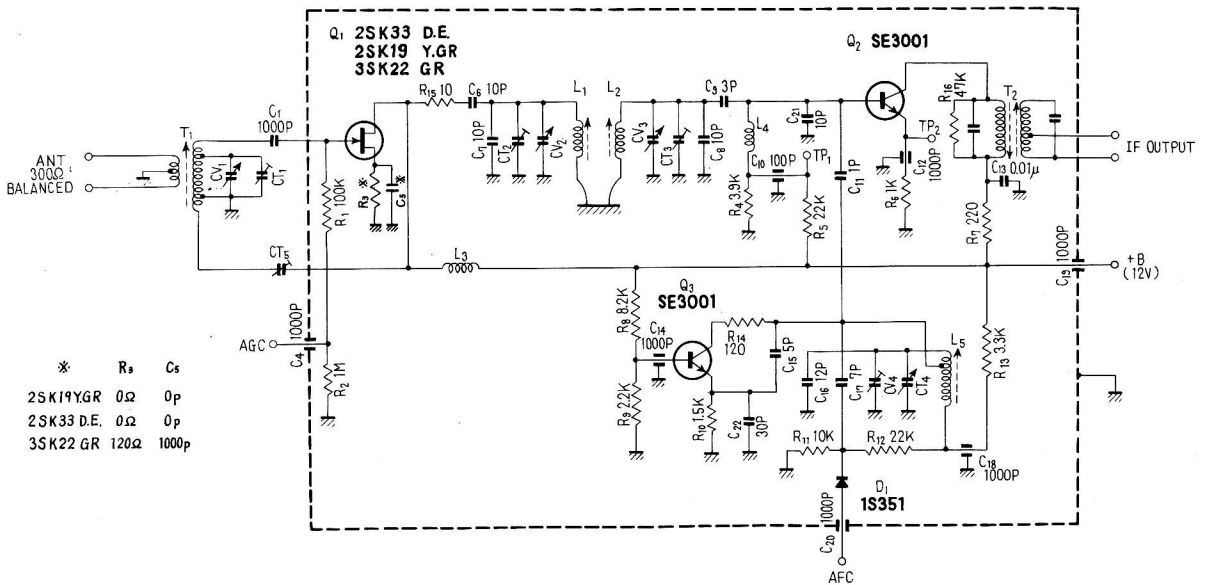 Q1 2SK33 D.E.
2SK19 Y.GR
3SK22 GR
Q2 SE3001
R15 10
C6 10P
L1
L2
C9 3P
R16 47K
T2
C1
1000P
T1
C7 10P
CT2
CV2
CV3
CT3
C8 10P
L4
C21
10P
TP2
C10 100P
TP1
C12
1000P
C13 0.01μ
IF OUTPUT
ANT
300Ω
BALANCED
CV1
CT1
R1 100K
R3 ※
C5 ※
R4 3.9K
R5 22K
C11 1P
R6 1K
R7 220
CT5
L3
C19 1000P
+B
(12V)
Q3
SE3001
R8 8.2K
C14
1000P
R14
120
C15 5P
L5
R13 3.3K
AGC
C4 1000P
R2 1M
C16 12P
C17 7P
CV4
CT4
R9 2.2K
R10 1.5K
C22
30P
R11 10K
R12 22K
C18
1000P
D1
1S351
C20 1000P
AFC
※ R3 C5
2SK19Y.GR 0Ω 0p
2SK33 D.E. 0Ω 0p
3SK22 GR 120Ω 1000p